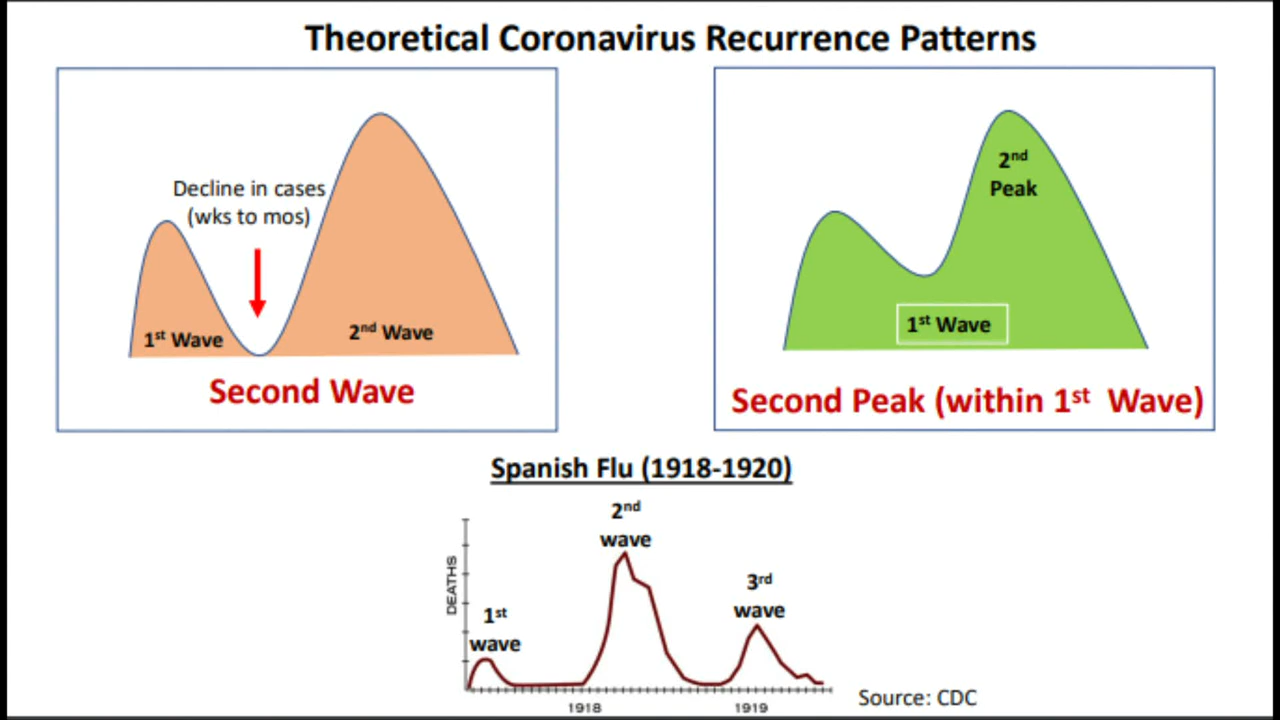 Theoretical Coronavirus Recurrence Patterns
Decline in cases
(wks to mos)
1st Wave
2nd Wave
Second Wave
2nd
Peak
1st Wave
Second Peak (within 1st Wave)
Spanish Flu (1918-1920)
2nd
wave
3rd
wave
1st
wave
DEATHS
1918
1919
Source: CDC